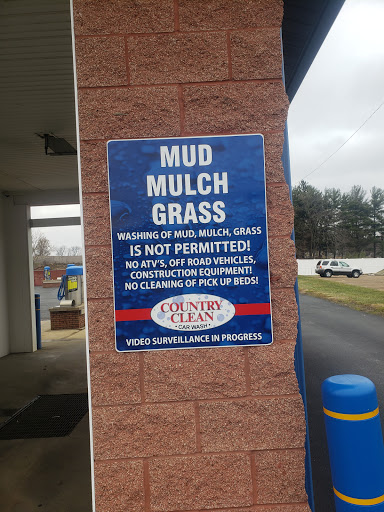 MUD
MULCH
GRASS
WASHING OF MUD, MULCH, GRASS
IS NOT PERMITTED!
NO ATV'S, OFF ROAD VEHICLES,
CONSTRUCTION EQUIPMENT!
NO CLEANING OF PICK UP BEDS!
COUNTRY
CLEAN
CAR WASH
VIDEO SURVEILLANCE IN PROGRESS